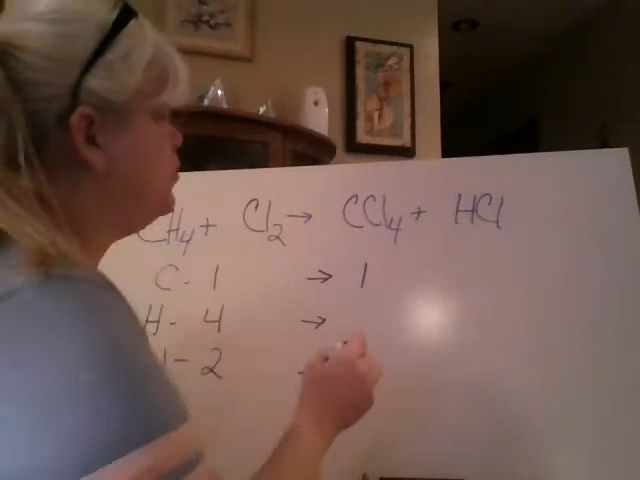 CH4 + Cl2 → CCl4 + HCl
C - 1 → 1
H - 4 →
l - 2